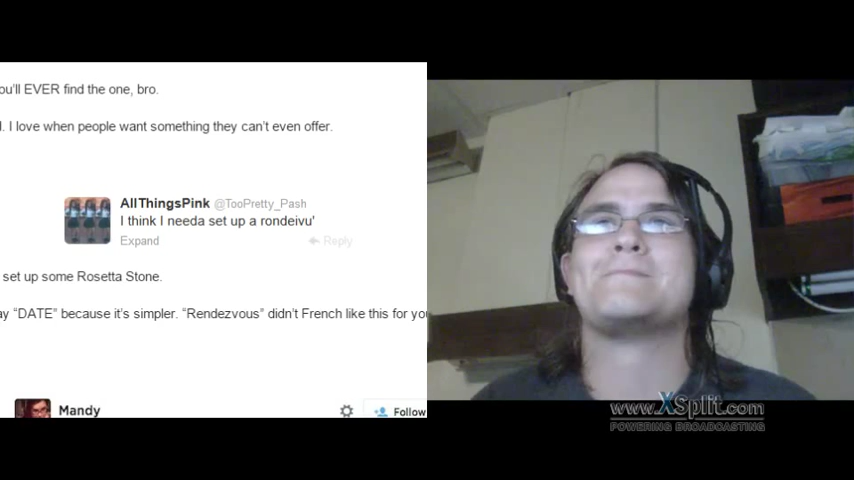 ou'll EVER find the one, bro.
. I love when people want something they can't even offer.
AllThingsPink @TooPretty_Pash
I think I needa set up a rondeivu'
Expand
Reply
set up some Rosetta Stone.
ay “DATE” because it's simpler. “Rendezvous” didn't French like this for you
Mandy
Follow
www.XSplit.com
POWERING BROADCASTING